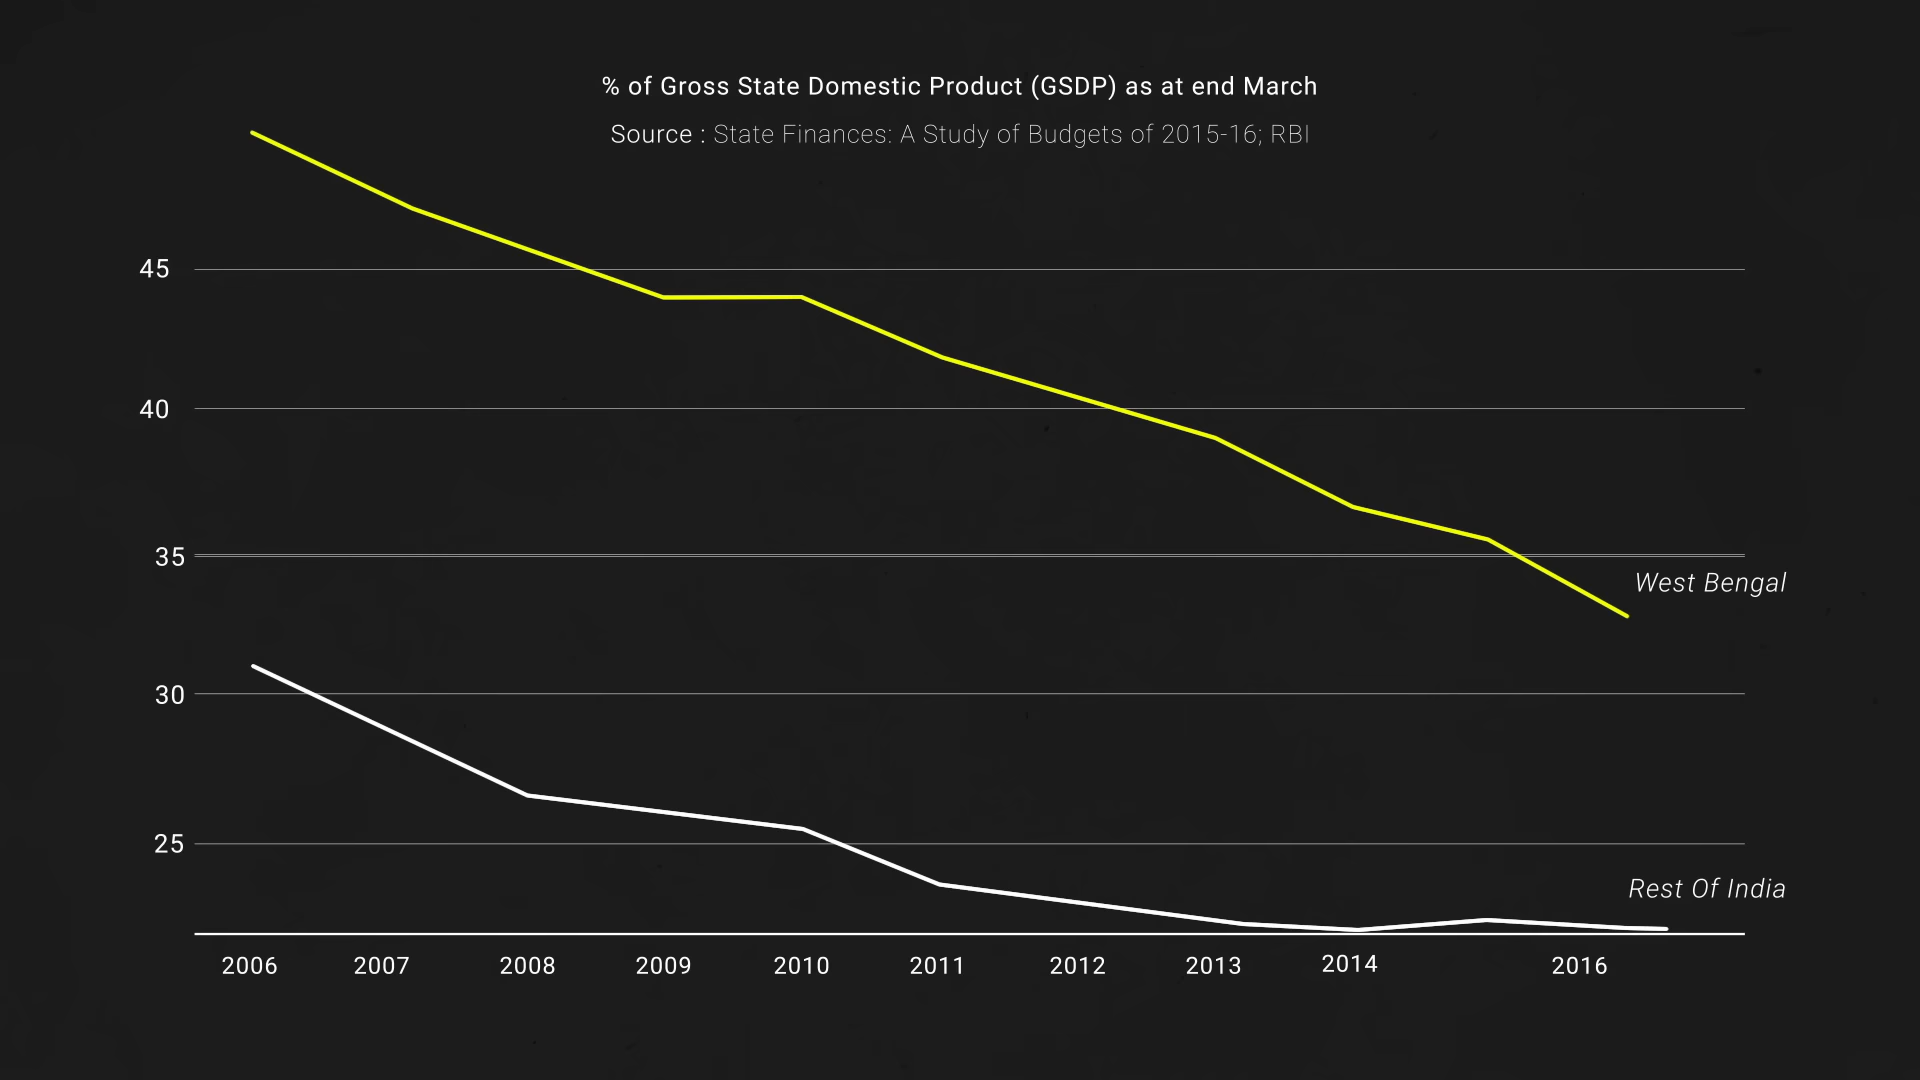 % of Gross State Domestic Product (GSDP) as at end March
Source : State Finances: A Study of Budgets of 2015-16; RBI
45
40
35
West Bengal
30
25
Rest Of India
2006 2007 2008 2009 2010 2011 2012 2013 2014 2016